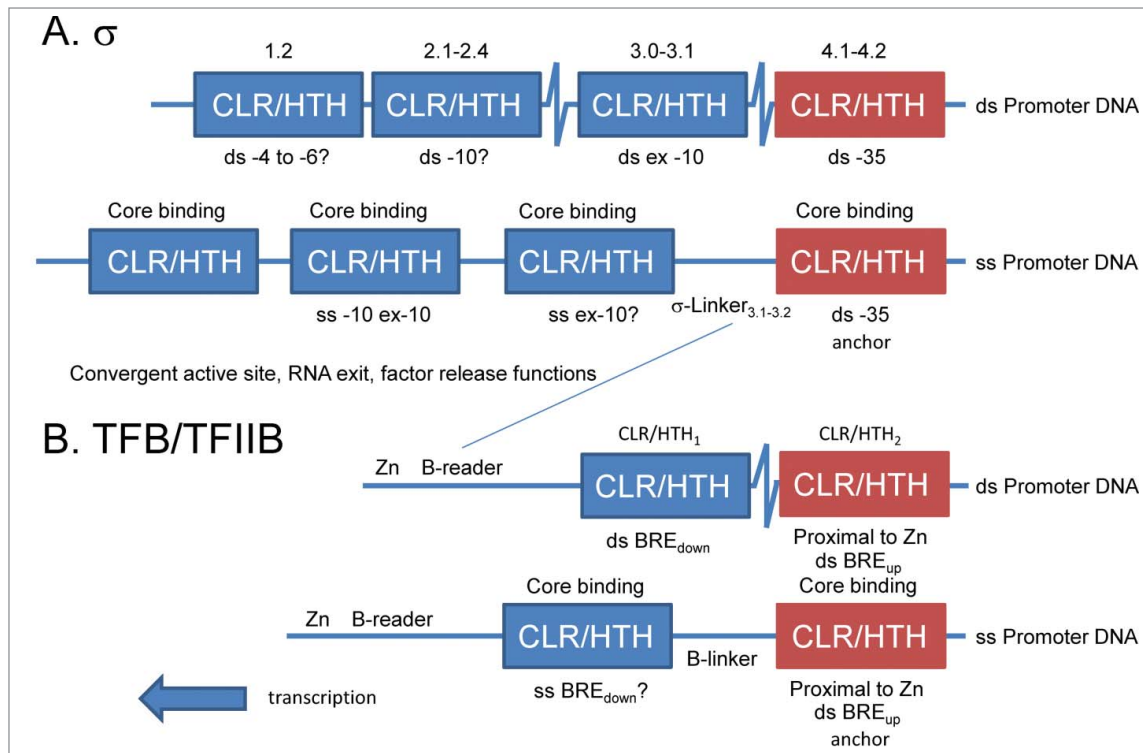 A. σ
1.2 2.1-2.4 3.0-3.1 4.1-4.2
CLR/HTH CLR/HTH CLR/HTH CLR/HTH ds Promoter DNA
ds -4 to -6? ds -10? ds ex -10 ds -35
Core binding Core binding Core binding Core binding
CLR/HTH CLR/HTH CLR/HTH CLR/HTH ss Promoter DNA
ss -10 ex-10 ss ex-10? σ-Linker3.1-3.2 ds -35
anchor
Convergent active site, RNA exit, factor release functions
B. TFB/TFIIB
CLR/HTH1 CLR/HTH2
Zn B-reader CLR/HTH CLR/HTH ds Promoter DNA
ds BREdown Proximal to Zn
ds BREup
Core binding Core binding
Zn B-reader CLR/HTH CLR/HTH ss Promoter DNA
B-linker
ss BREdown? Proximal to Zn
transcription ds BREup
anchor